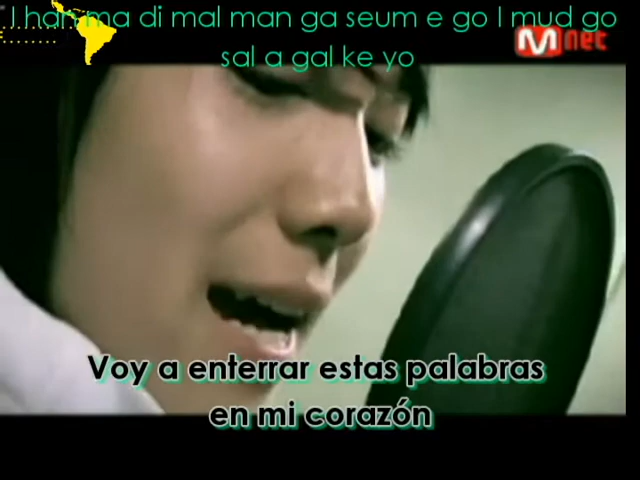 I han ma di mal man ga seum e go I mud go
sal a gal ke yo
Mnet
Voy a enterrar estas palabras
en mi corazón